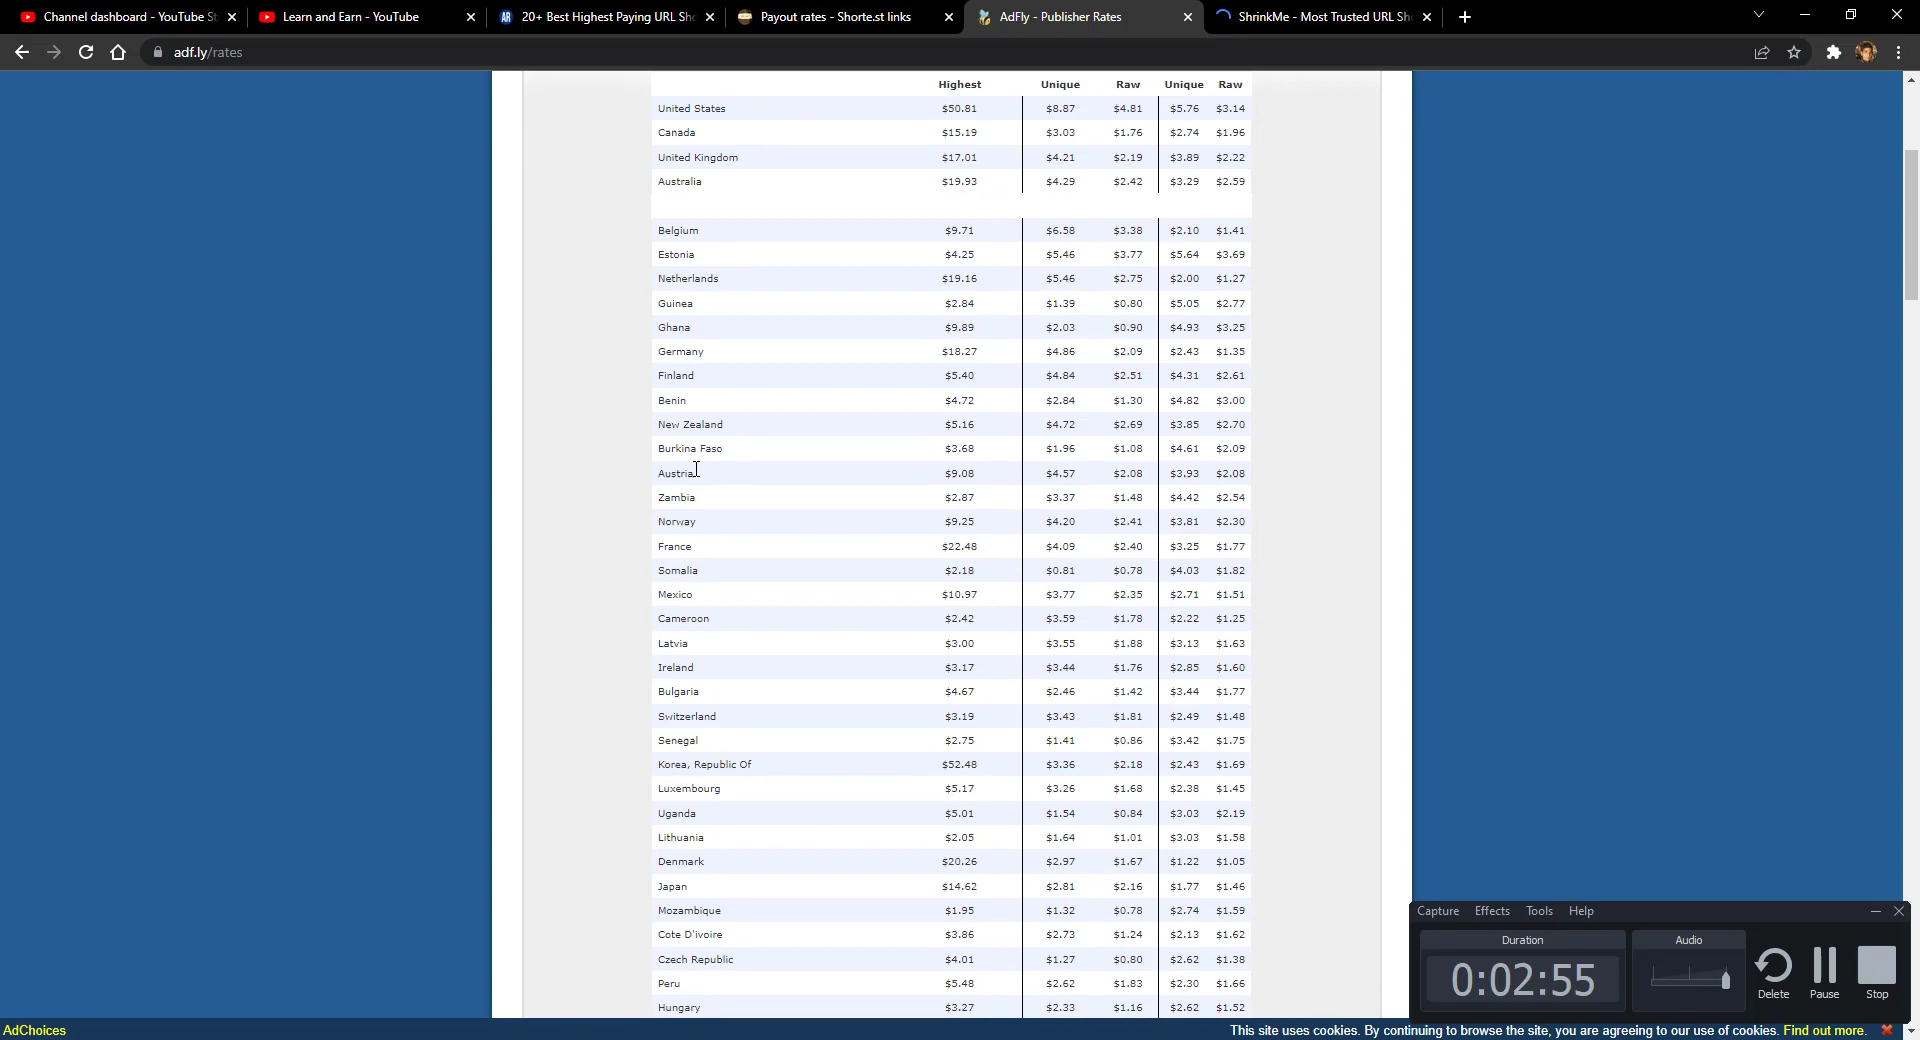 Channel dashboard - YouTube S
Learn and Earn - YouTube
AR 20+ Best Highest Paying URL Sh
Payout rates - Shorte.st links
AdFly - Publisher Rates
ShrinkMe - Most Trusted URL Sh
adf.ly/rates
Highest Unique Raw Unique Raw
United States $50.81 $8.87 $4.81 $5.76 $3.14
Canada $15.19 $3.03 $1.76 $2.74 $1.96
United Kingdom $17.01 $4.21 $2.19 $3.89 $2.22
Australia $19.93 $4.29 $2.42 $3.29 $2.59
Belgium $9.71 $6.58 $3.38 $2.10 $1.41
Estonia $4.25 $5.46 $3.77 $5.64 $3.69
Netherlands $19.16 $5.46 $2.75 $2.00 $1.27
Guinea $2.84 $1.39 $0.80 $5.05 $2.77
Ghana $9.89 $2.03 $0.90 $4.93 $3.25
Germany $18.27 $4.86 $2.09 $2.43 $1.35
Finland $5.40 $4.84 $2.51 $4.31 $2.61
Benin $4.72 $2.84 $1.30 $4.82 $3.00
New Zealand $5.16 $4.72 $2.69 $3.85 $2.70
Burkina Faso $3.68 $1.96 $1.08 $4.61 $2.09
Austria $9.08 $4.57 $2.08 $3.93 $2.08
Zambia $2.87 $3.37 $1.48 $4.42 $2.54
Norway $9.25 $4.20 $2.41 $3.81 $2.30
France $22.48 $4.09 $2.40 $3.25 $1.77
Somalia $2.18 $0.81 $0.78 $4.03 $1.82
Mexico $10.97 $3.77 $2.35 $2.71 $1.51
Cameroon $2.42 $3.59 $1.78 $2.22 $1.25
Latvia $3.00 $3.55 $1.88 $3.13 $1.63
Ireland $3.17 $3.44 $1.76 $2.85 $1.60
Bulgaria $4.67 $2.46 $1.42 $3.44 $1.77
Switzerland $3.19 $3.43 $1.81 $2.49 $1.48
Senegal $2.75 $1.41 $0.86 $3.42 $1.75
Korea, Republic Of $52.48 $3.36 $2.18 $2.43 $1.69
Luxembourg $5.17 $3.26 $1.68 $2.38 $1.45
Uganda $5.01 $1.54 $0.84 $3.03 $2.19
Lithuania $2.05 $1.64 $1.01 $3.03 $1.58
Denmark $20.26 $2.97 $1.67 $1.22 $1.05
Japan $14.62 $2.81 $2.16 $1.77 $1.46
Mozambique $1.95 $1.32 $0.78 $2.74 $1.59
Cote D'ivoire $3.86 $2.73 $1.24 $2.13 $1.62
Czech Republic $4.01 $1.27 $0.80 $2.62 $1.38
Peru $5.48 $2.62 $1.83 $2.30 $1.66
Hungary $3.27 $2.33 $1.16 $2.62 $1.52
Capture Effects Tools Help
Duration
Audio
0:02:55
Delete
Pause
Stop
AdChoices
This site uses cookies. By continuing to browse the site, you are agreeing to our use of cookies. Find out more.